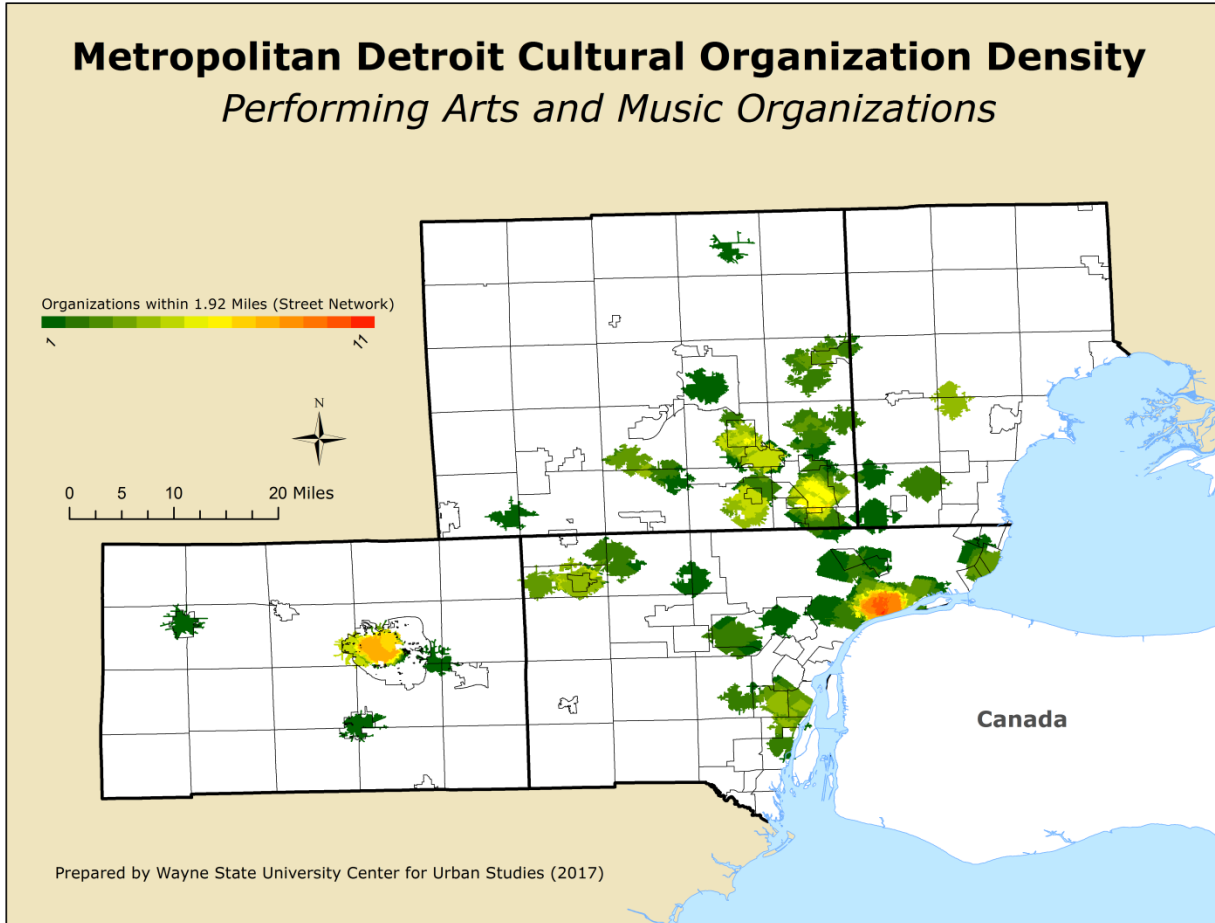 Metropolitan Detroit Cultural Organization Density
Performing Arts and Music Organizations
Organizations within 1.92 Miles (Street Network)
1
11
N
0 5 10 20 Miles
Canada
Prepared by Wayne State University Center for Urban Studies (2017)